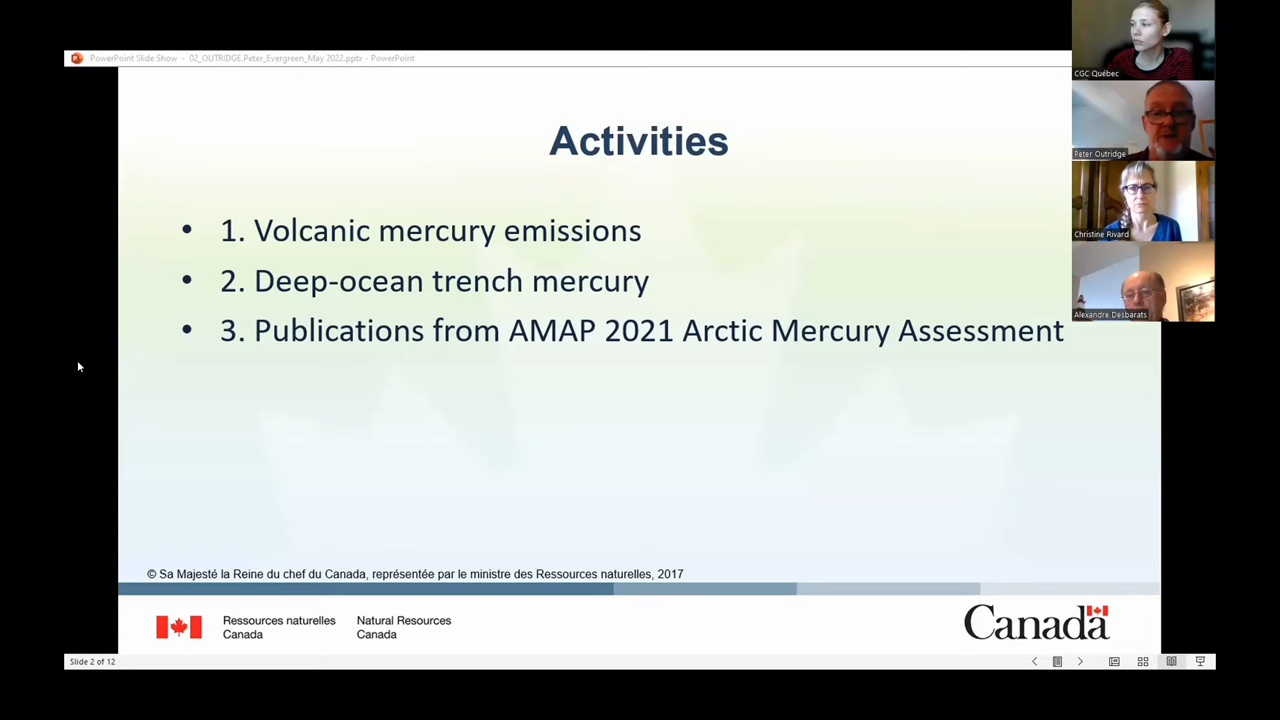 PowerPoint Slide Show - 02_OUTRIDGE.Peter_Evergreen_May 2022.pptx - PowerPoint
CGC Québec
Peter Outridge
Christine Rivard
Alexandre Desbarats
Activities
• 1. Volcanic mercury emissions
• 2. Deep-ocean trench mercury
• 3. Publications from AMAP 2021 Arctic Mercury Assessment
© Sa Majesté la Reine du chef du Canada, représentée par le ministre des Ressources naturelles, 2017
Ressources naturelles
Canada
Natural Resources
Canada
Canada
Slide 2 of 12